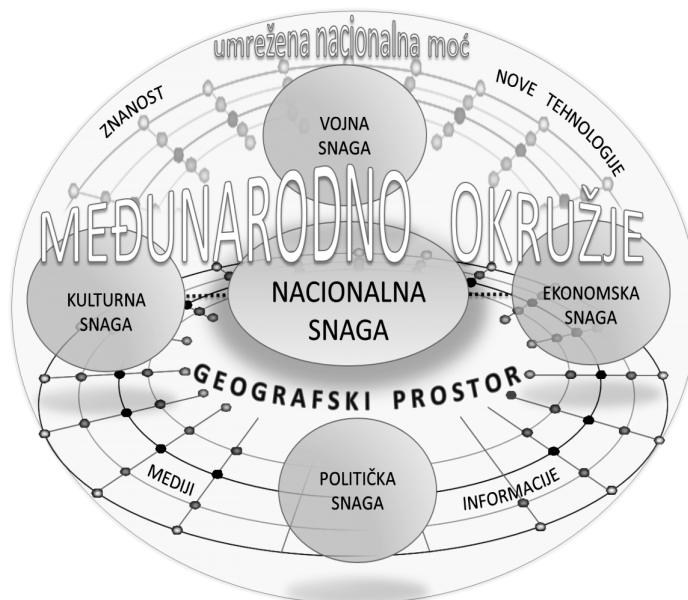 umrežena nacionalna moć
ZNANOST
NOVE TEHNOLOGIJE
VOJNA
SNAGA
MEĐUNARODNO OKRUŽJE
KULTURNA
SNAGA
NACIONALNA
SNAGA
EKONOMSKA
SNAGA
GEOGRAFSKI PROSTOR
MEDIJI
POLITIČKA
SNAGA
INFORMACIJE